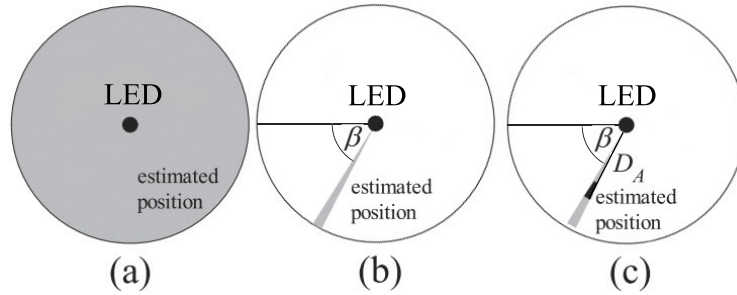 LED
estimated
position
(a)
LED
β
estimated
position
(b)
LED
β
D_A
estimated
position
(c)